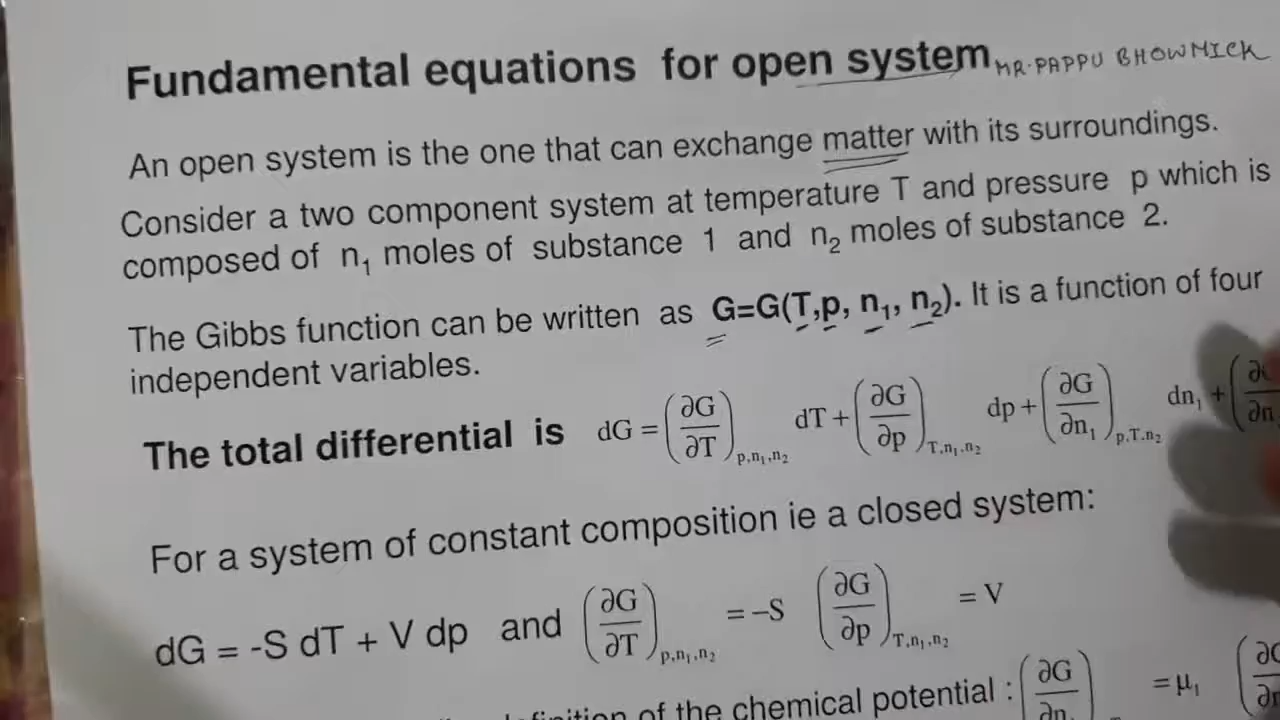 Fundamental equations for open system MR. PAPPU BHOWMICK
An open system is the one that can exchange matter with its surroundings.
Consider a two component system at temperature T and pressure p which is
composed of n₁ moles of substance 1 and n₂ moles of substance 2.
The Gibbs function can be written as G=G(T,p, n₁, n₂). It is a function of four
independent variables.
The total differential is dG = (∂G/∂T)p,n₁,n₂ dT + (∂G/∂p)T,n₁,n₂ dp + (∂G/∂n₁)p,T,n₂ dn₁ +
For a system of constant composition ie a closed system:
dG = -S dT + V dp and (∂G/∂T)p,n₁,n₂ = -S (∂G/∂p)T,n₁,n₂ = V
of the chemical potential : = μ₁